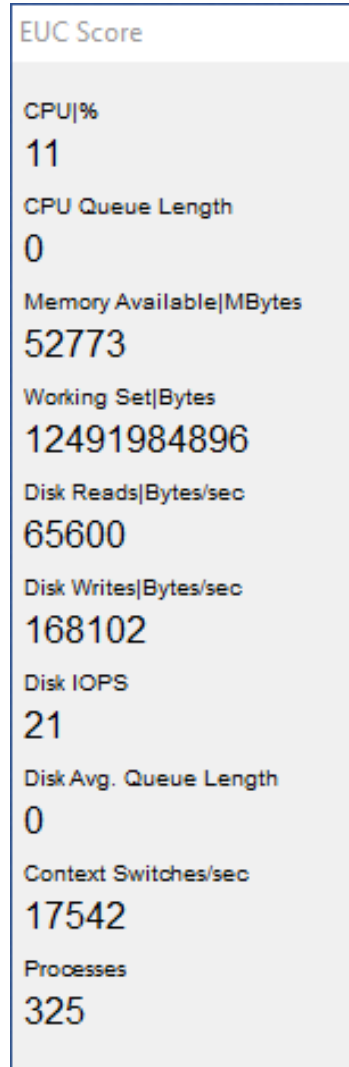 EUC Score
CPU|%
11
CPU Queue Length
0
Memory Available|MBytes
52773
Working Set|Bytes
12491984896
Disk Reads|Bytes/sec
65600
Disk Writes|Bytes/sec
168102
Disk IOPS
21
Disk Avg. Queue Length
0
Context Switches/sec
17542
Processes
325